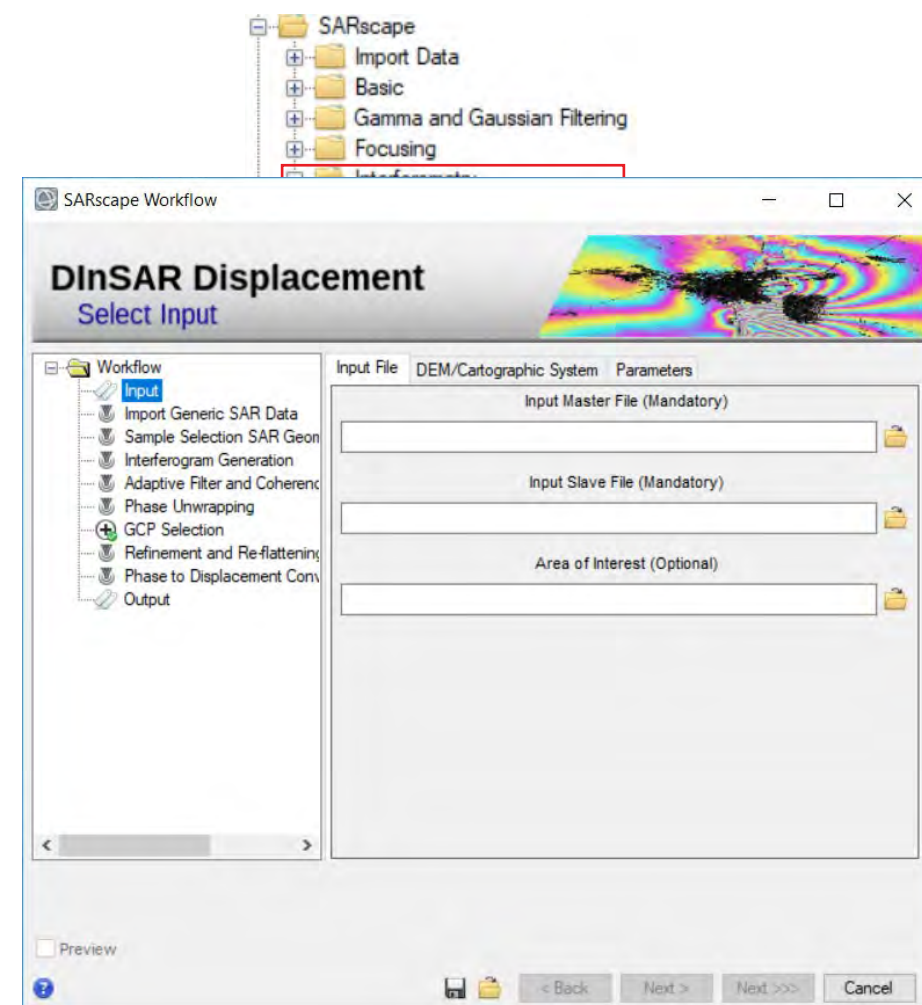 SARscape
Import Data
Basic
Gamma and Gaussian Filtering
Focusing
Interferometry
SARscape Workflow
DInSAR Displacement
Select Input
Workflow
Input
Import Generic SAR Data
Sample Selection SAR Geom
Interferogram Generation
Adaptive Filter and Coherenc
Phase Unwrapping
GCP Selection
Refinement and Re-flattening
Phase to Displacement Conv
Output
Input File
DEM/Cartographic System
Parameters
Input Master File (Mandatory)
Input Slave File (Mandatory)
Area of Interest (Optional)
Preview
< Back
Next >
Next >>>
Cancel